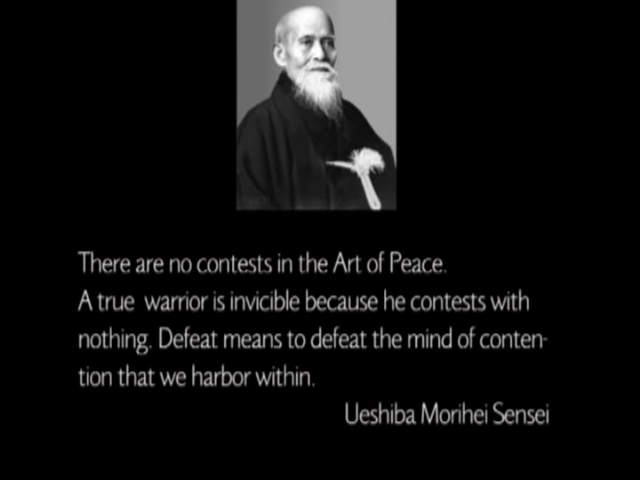 There are no contests in the Art of Peace.
A true warrior is invicible because he contests with
nothing. Defeat means to defeat the mind of conten-
tion that we harbor within.
Ueshiba Morihei Sensei